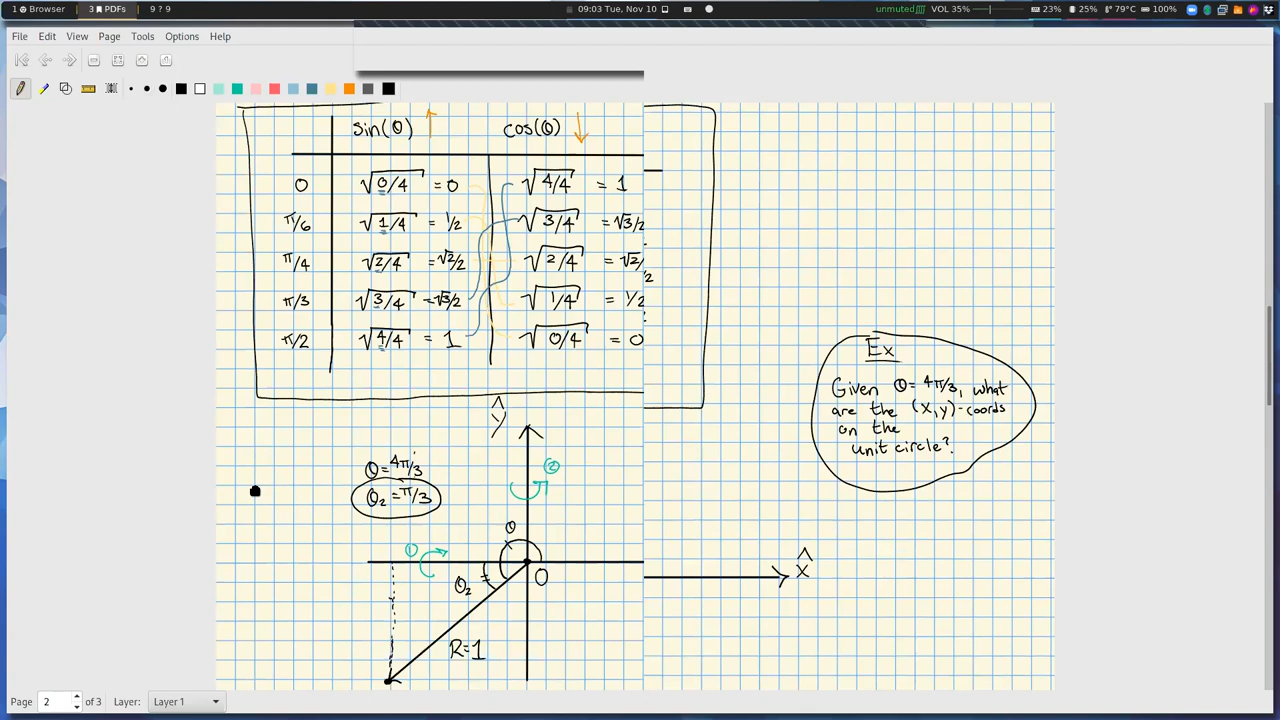 1 Browser 3 PDFs 9 ? 9 09:03 Tue, Nov 10 unmuted VOL 35% 23% 25% 79°C 100%
File Edit View Page Tools Options Help
sin(θ) ↑ cos(θ) ↓
0 √0/4 = 0 √4/4 = 1
π/6 √1/4 = 1/2 √3/4 = √3/2
π/4 √2/4 = √2/2 √2/4 = √2/
π/3 √3/4 = √3/2 √1/4 = 1/2
π/2 √4/4 = 1 √0/4 = 0
Ex
Given θ = 4π/3, what
are the (x,y)-coords
on the
unit circle?
ŷ
θ = 4π/3
θ₂ = π/3
②
θ
①
θ₂
O
x̂
R=1
Page 2 of 3 Layer: Layer 1